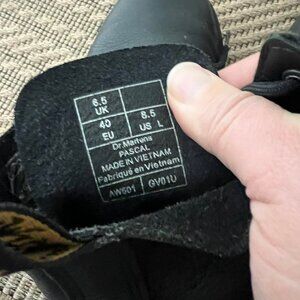 6.5
UK
40
EU
8.5
US L
Dr.Martens
PASCAL
MADE IN VIETNAM
Fabriqué en Vietnam
AW501 GV01U